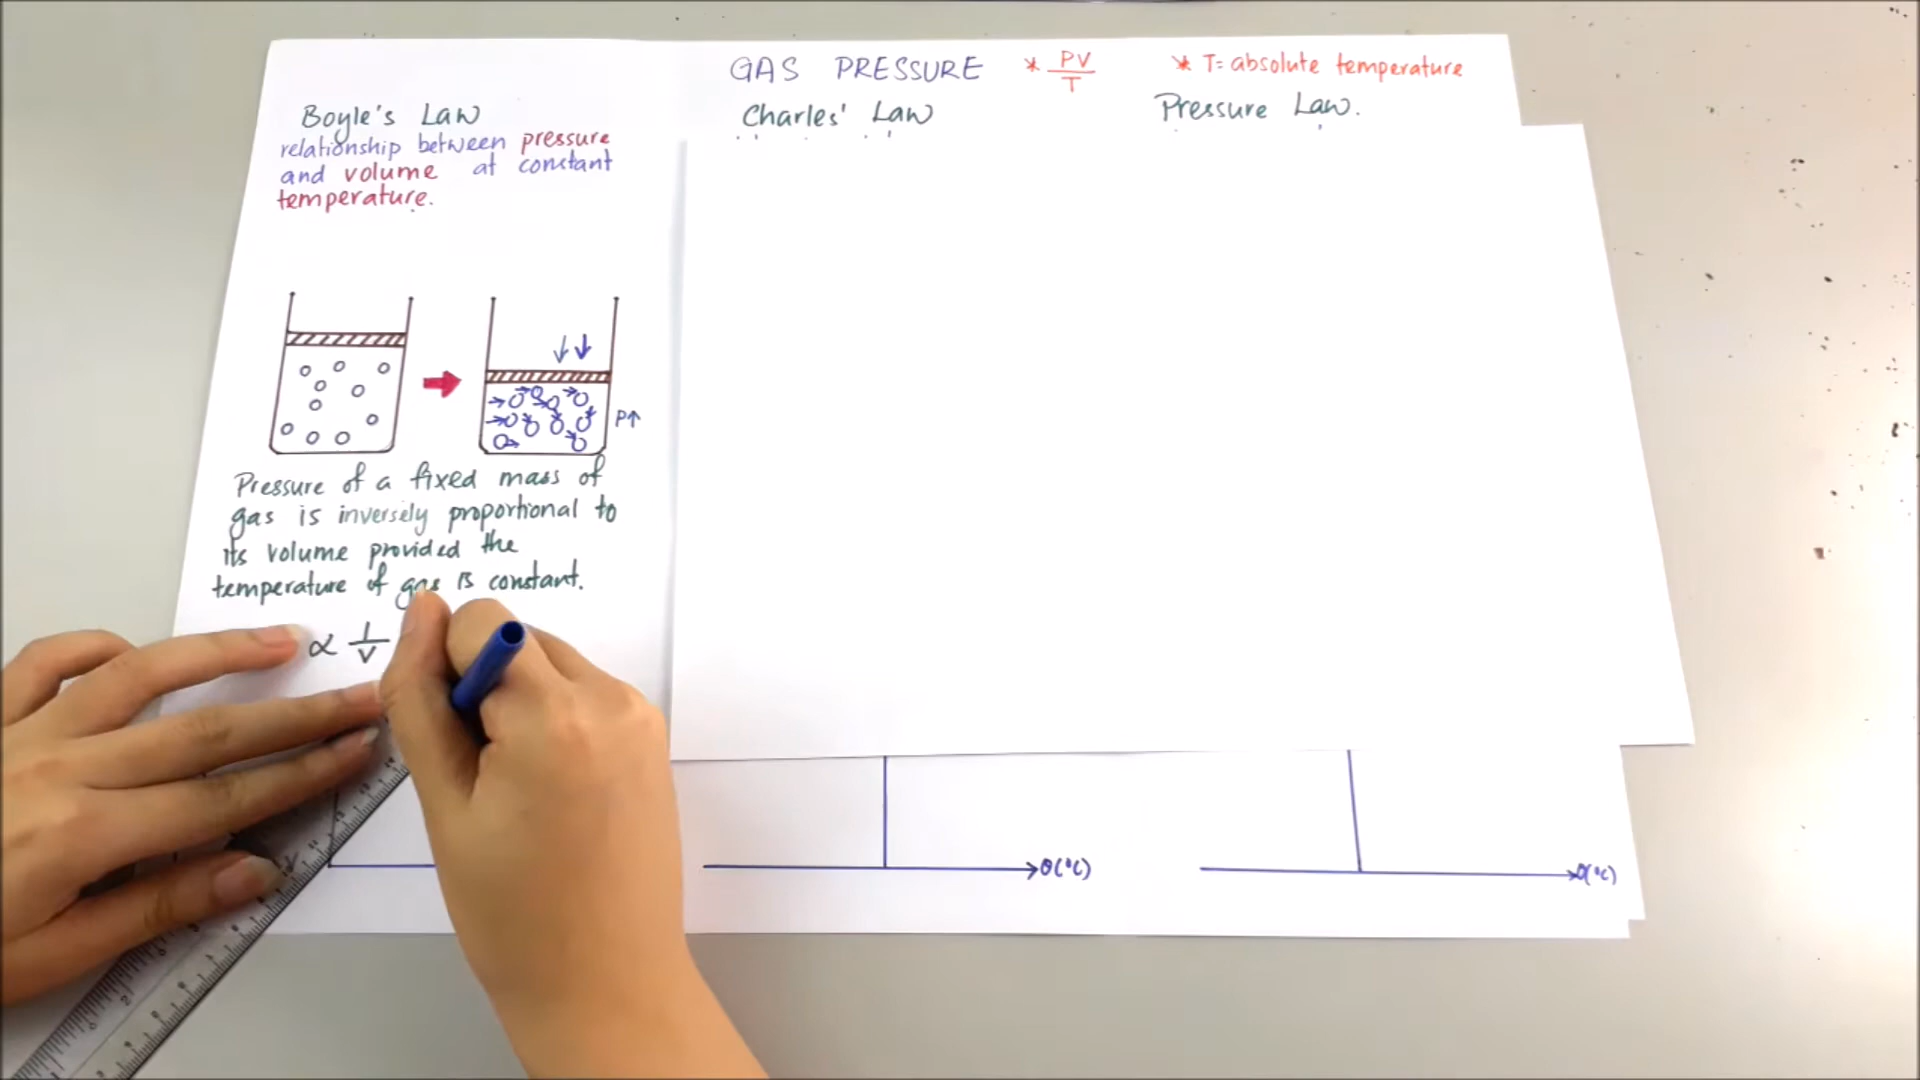 GAS PRESSURE * PV/T * T= absolute temperature
Boyle's Law
relationship between pressure
and volume at constant
temperature.
Charles' Law
Pressure Law.
P↑
Pressure of a fixed mass of
gas is inversely proportional to
its volume provided the
temperature of gas is constant.
∝ 1/V
θ(°C)
θ(°C)